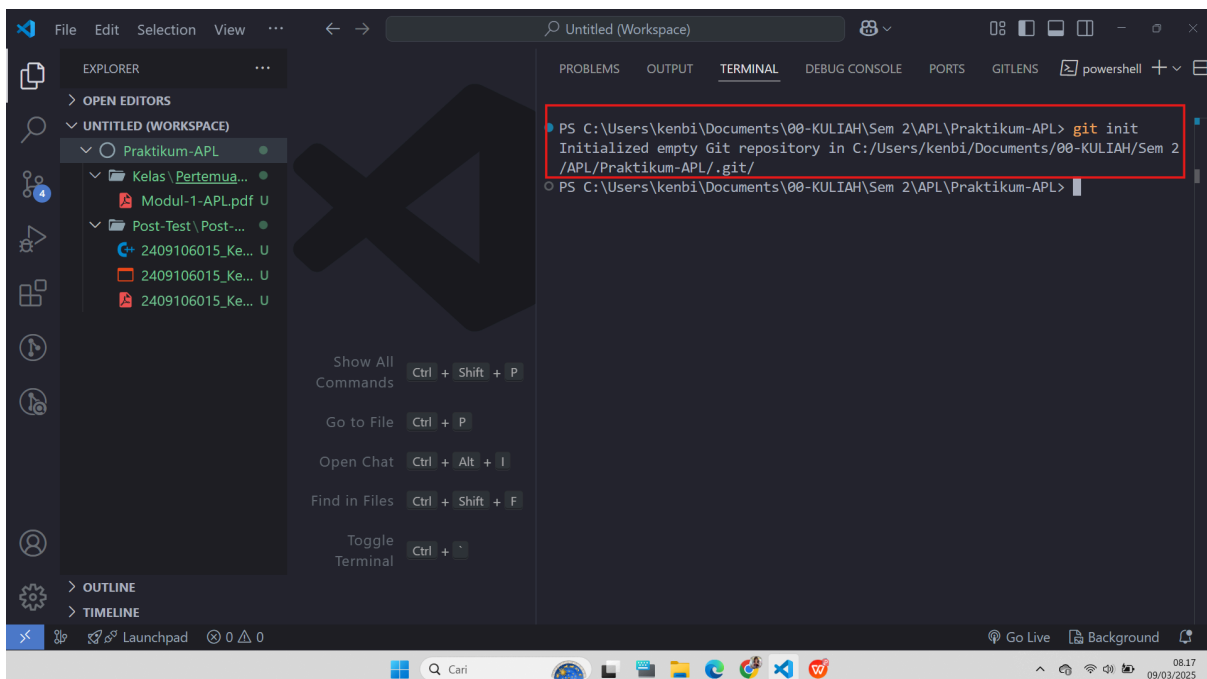 File Edit Selection View ··· Untitled (Workspace)
EXPLORER ···
OPEN EDITORS
UNTITLED (WORKSPACE)
Praktikum-APL
Kelas\Pertemua...
Modul-1-APL.pdf U
Post-Test\Post-...
2409106015_Ke... U
2409106015_Ke... U
2409106015_Ke... U
4
OUTLINE
TIMELINE
Show All Commands Ctrl + Shift + P
Go to File Ctrl + P
Open Chat Ctrl + Alt + I
Find in Files Ctrl + Shift + F
Toggle Terminal Ctrl + `
PROBLEMS OUTPUT TERMINAL DEBUG CONSOLE PORTS GITLENS powershell
PS C:\Users\kenbi\Documents\00-KULIAH\Sem 2\APL\Praktikum-APL> git init
Initialized empty Git repository in C:/Users/kenbi/Documents/00-KULIAH/Sem 2
/APL/Praktikum-APL/.git/
PS C:\Users\kenbi\Documents\00-KULIAH\Sem 2\APL\Praktikum-APL>
Launchpad 0 0 Go Live Background
Cari
08.17
09/03/2025